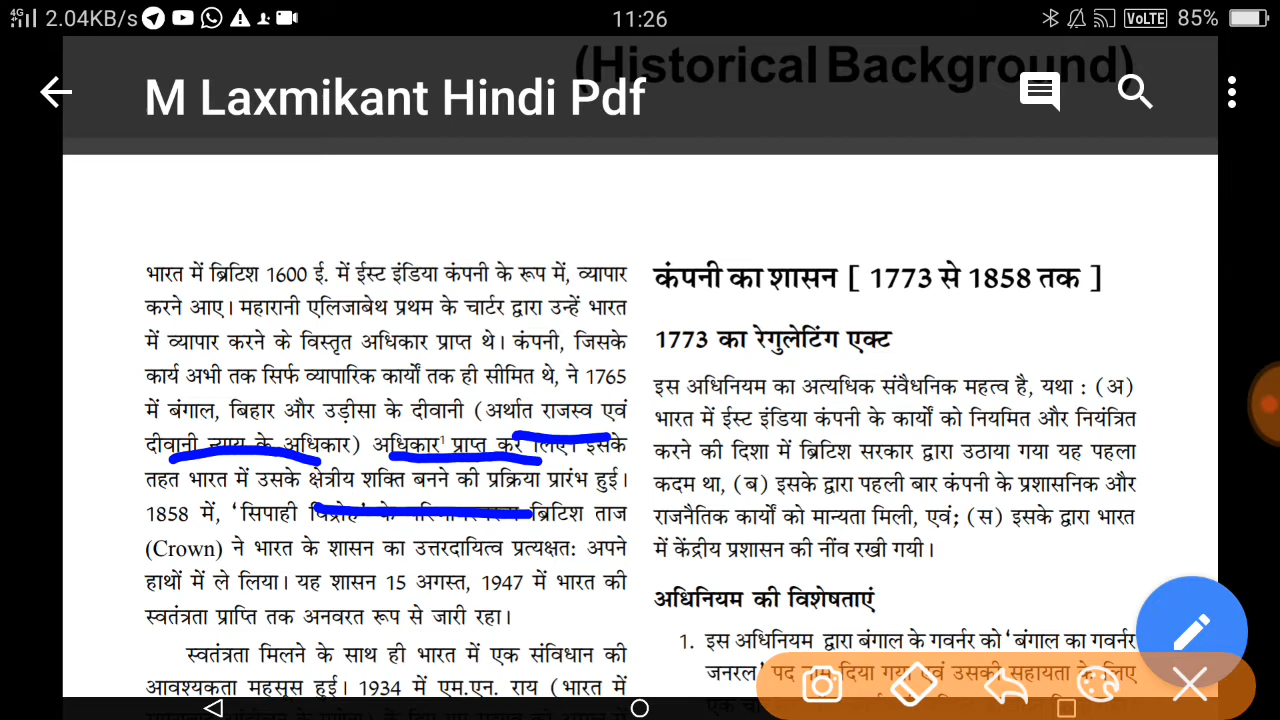 4G 2.04KB/s 11:26 VoLTE 85%
(Historical Background)
M Laxmikant Hindi Pdf
भारत में ब्रिटिश 1600 ई. में ईस्ट इंडिया कंपनी के रूप में, व्यापार
करने आए। महारानी एलिजाबेथ प्रथम के चार्टर द्वारा उन्हें भारत
में व्यापार करने के विस्तृत अधिकार प्राप्त थे। कंपनी, जिसके
कार्य अभी तक सिर्फ व्यापारिक कार्यों तक ही सीमित थे, ने 1765
में बंगाल, बिहार और उड़ीसा के दीवानी (अर्थात राजस्व एवं
दीवानी न्याय के अधिकार) अधिकार¹ प्राप्त कर लिए। इसके
तहत भारत में उसके क्षेत्रीय शक्ति बनने की प्रक्रिया प्रारंभ हुई।
1858 में, 'सिपाही विद्रोह' के परिणामस्वरूप ब्रिटिश ताज
(Crown) ने भारत के शासन का उत्तरदायित्व प्रत्यक्षत: अपने
हाथों में ले लिया। यह शासन 15 अगस्त, 1947 में भारत की
स्वतंत्रता प्राप्ति तक अनवरत रूप से जारी रहा।
स्वतंत्रता मिलने के साथ ही भारत में एक संविधान की
आवश्यकता महसूस हुई। 1934 में एम.एन. राय (भारत में
कंपनी का शासन [ 1773 से 1858 तक ]
1773 का रेगुलेटिंग एक्ट
इस अधिनियम का अत्यधिक संवैधनिक महत्व है, यथा : (अ)
भारत में ईस्ट इंडिया कंपनी के कार्यों को नियमित और नियंत्रित
करने की दिशा में ब्रिटिश सरकार द्वारा उठाया गया यह पहला
कदम था, (ब) इसके द्वारा पहली बार कंपनी के प्रशासनिक और
राजनैतिक कार्यों को मान्यता मिली, एवं; (स) इसके द्वारा भारत
में केंद्रीय प्रशासन की नींव रखी गयी।
अधिनियम की विशेषताएं
1. इस अधिनियम द्वारा बंगाल के गवर्नर को 'बंगाल का गवर्नर
जनरल' पद नाम दिया गया एवं उसकी सहायता के लिए